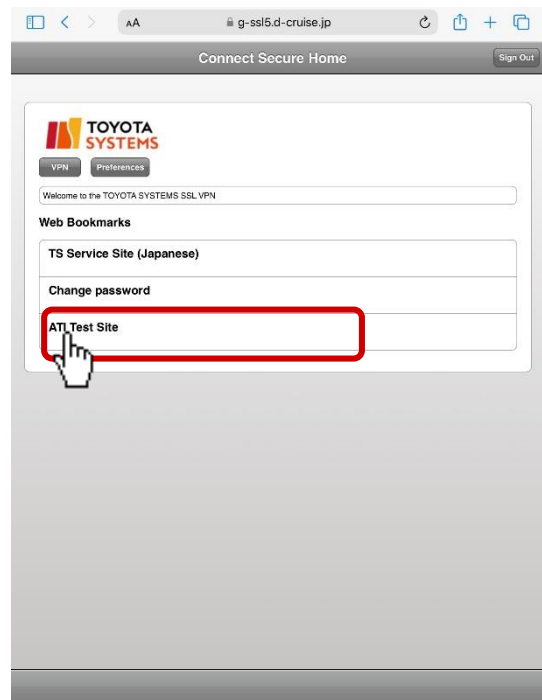 AA
g-ssl5.d-cruise.jp
Connect Secure Home
Sign Out
TOYOTA
SYSTEMS
VPN
Preferences
Welcome to the TOYOTA SYSTEMS SSL VPN
Web Bookmarks
TS Service Site (Japanese)
Change password
ATI Test Site